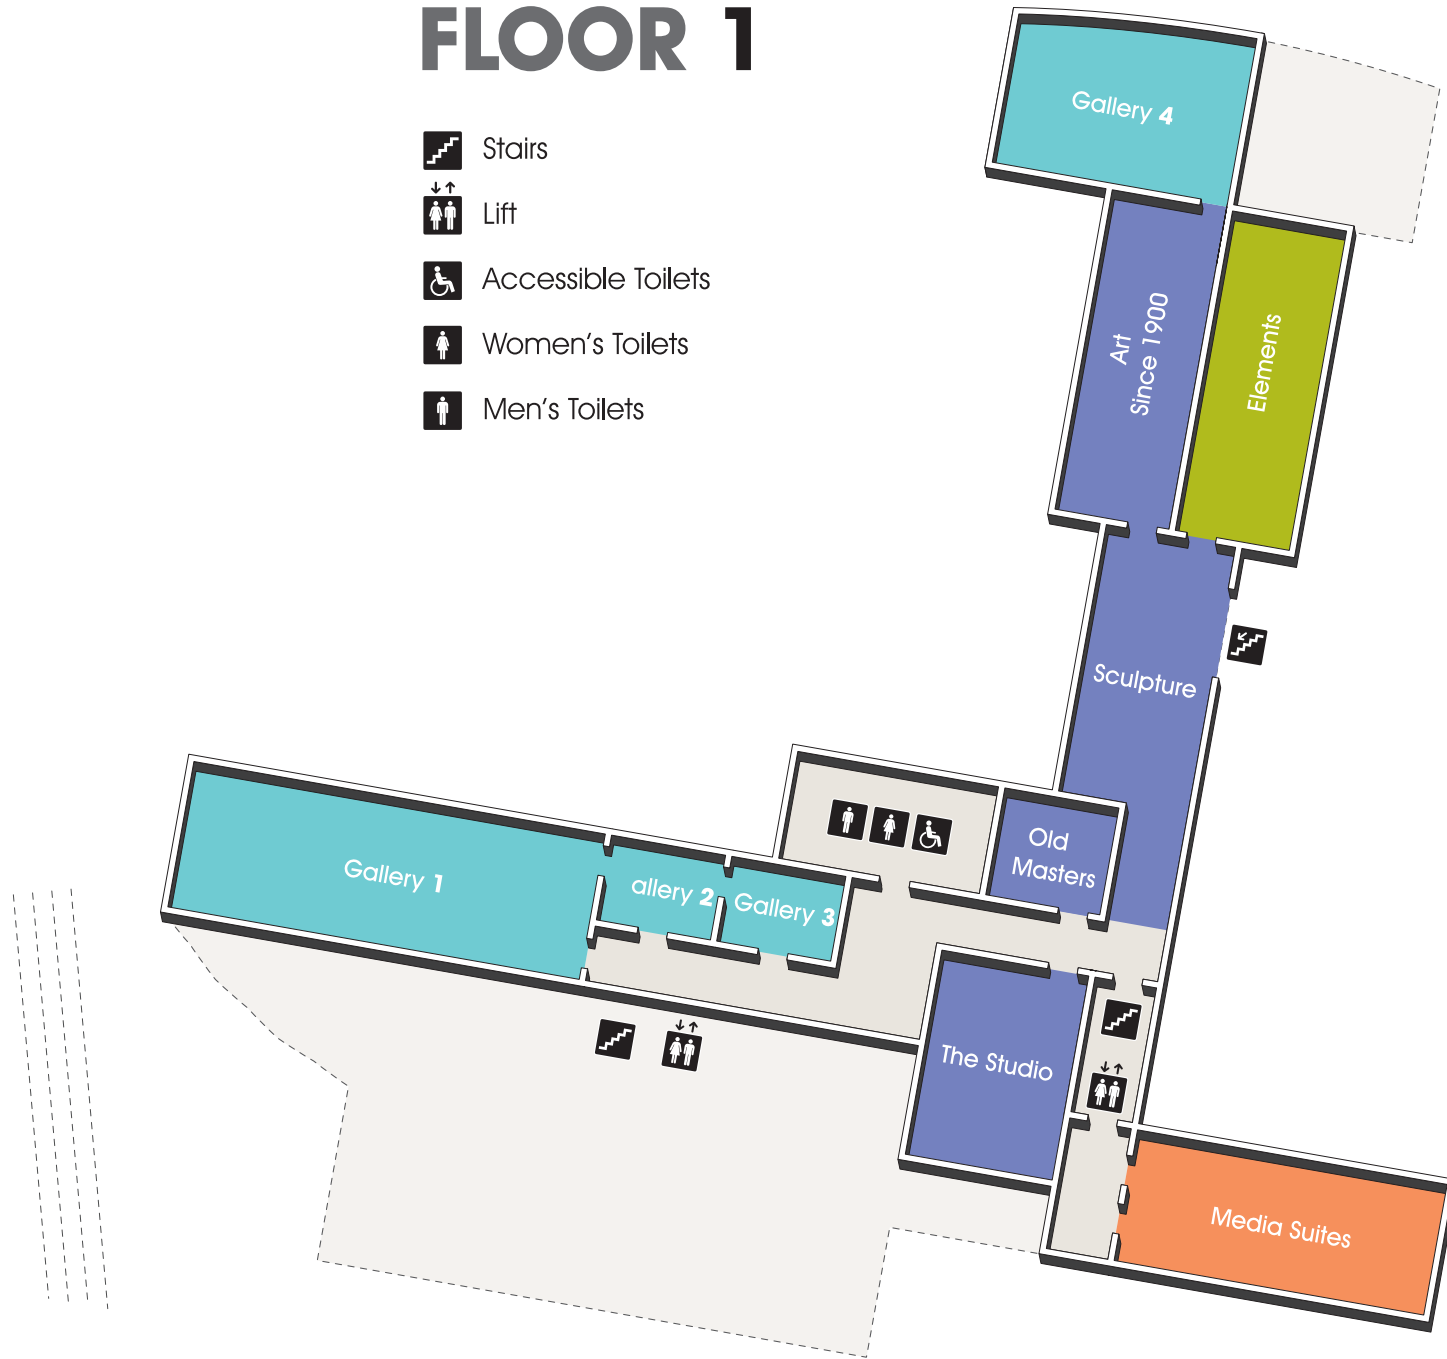 FLOOR 1
Stairs
Lift
Accessible Toilets
Women's Toilets
Men's Toilets
Gallery 4
Art
Since 1900
Elements
Sculpture
Old
Masters
Gallery 1
allery 2
Gallery 3
The Studio
Media Suites